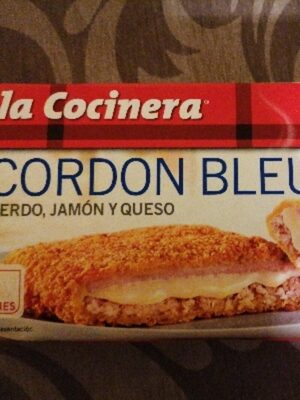 la Cocinera
CORDON BLEU
ERDO, JAMÓN Y QUESO